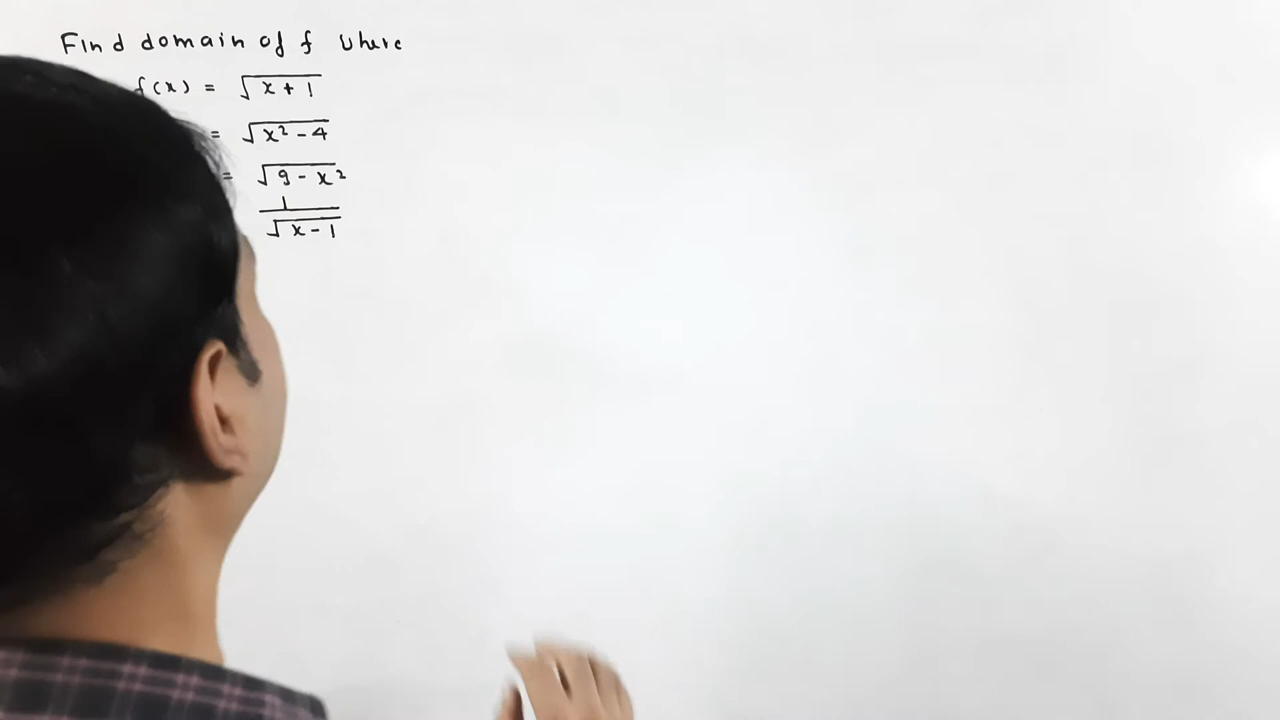 Find domain of f where
f(x) = √x + 1
= √x² - 4
= √9 - x²
1
√x - 1